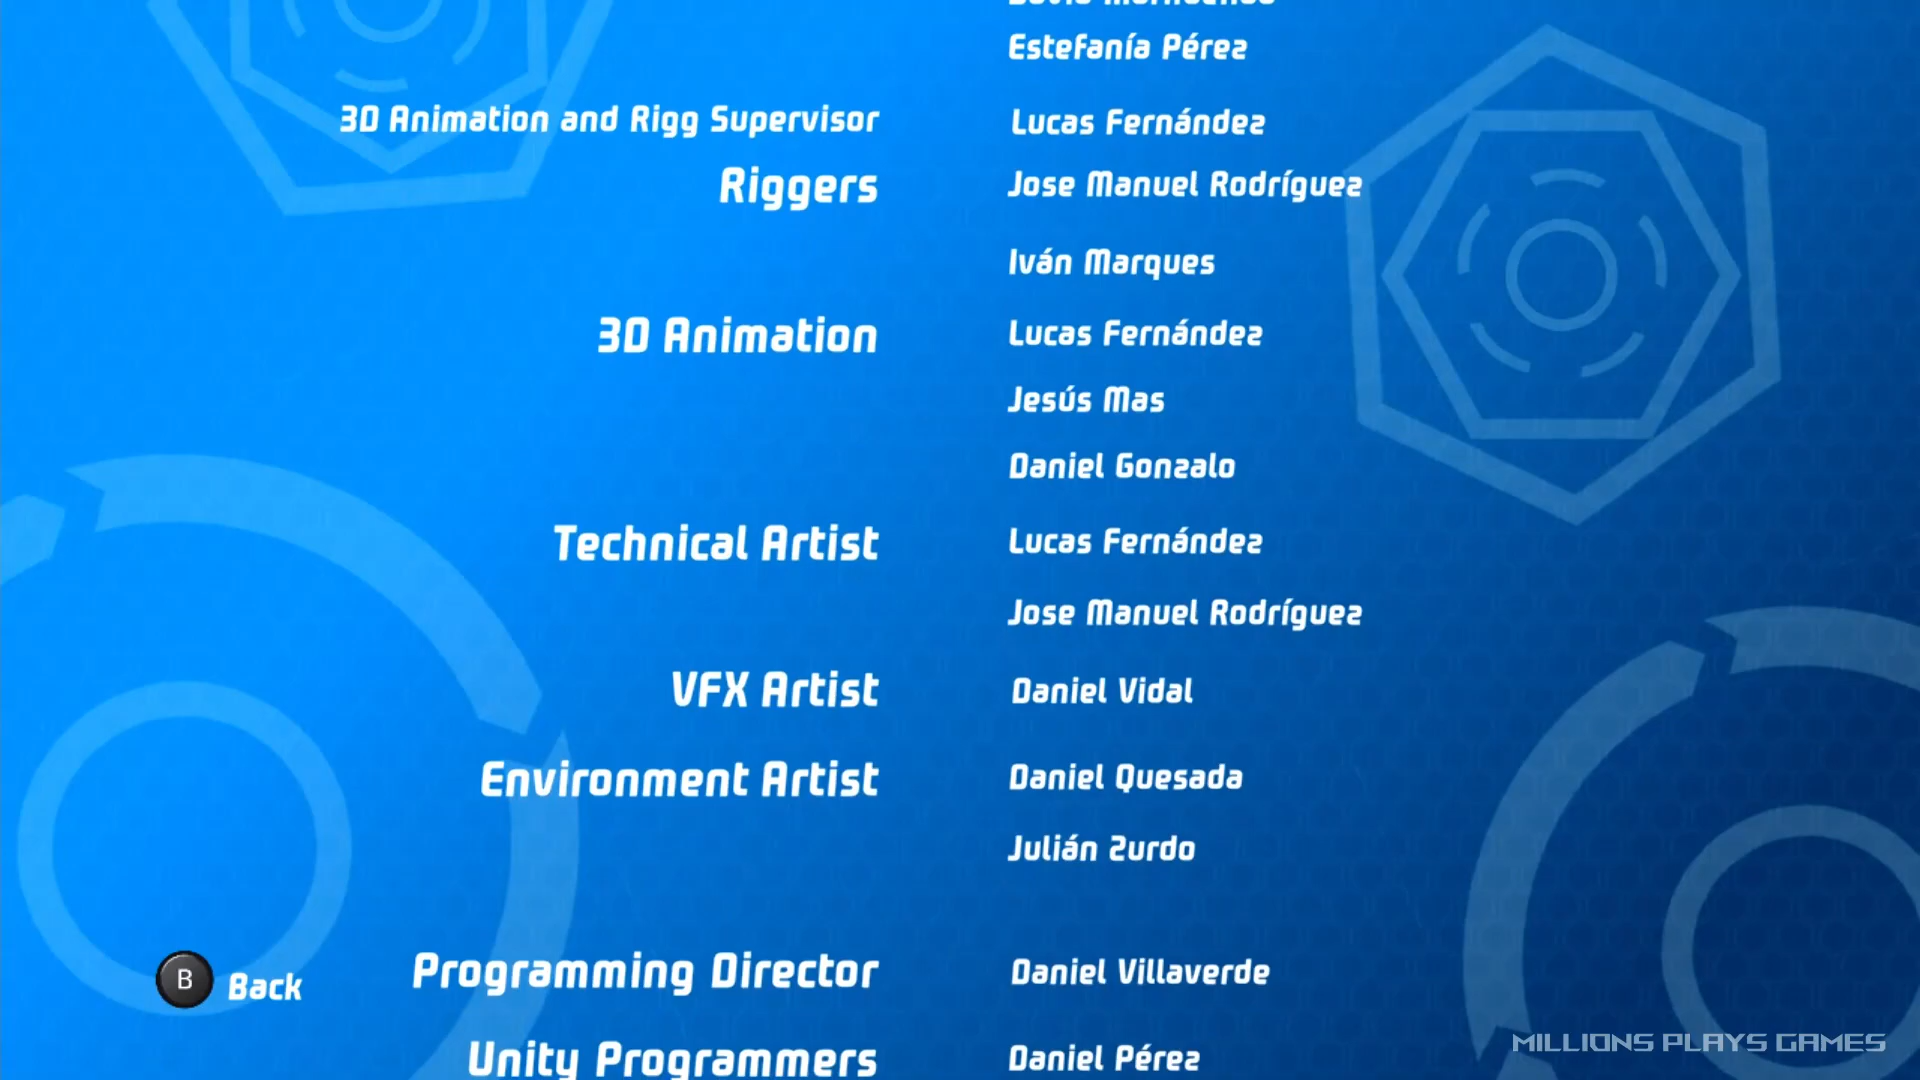 Estefanía Pérez
3D Animation and Rigg Supervisor Lucas Fernández
Riggers Jose Manuel Rodríguez
Iván Marques
3D Animation Lucas Fernández
Jesús Mas
Daniel Gonzalo
Technical Artist Lucas Fernández
Jose Manuel Rodríguez
VFX Artist Daniel Vidal
Environment Artist Daniel Quesada
Julián Zurdo
Programming Director Daniel Villaverde
B Back
Unity Programmers Daniel Pérez
MILLIONS PLAYS GAMES